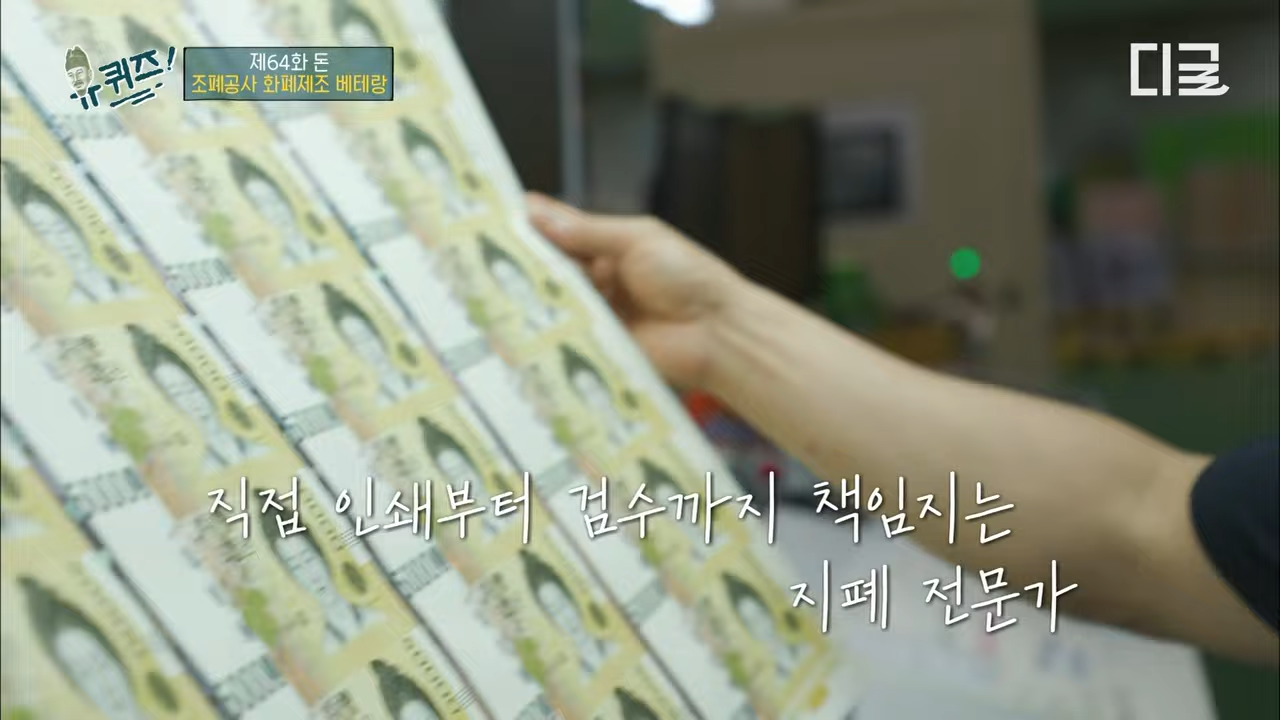 유퀴즈!
제64화 돈
조폐공사 화폐제조 베테랑
디글
직접 인쇄부터 검수까지 책임지는
지폐 전문가